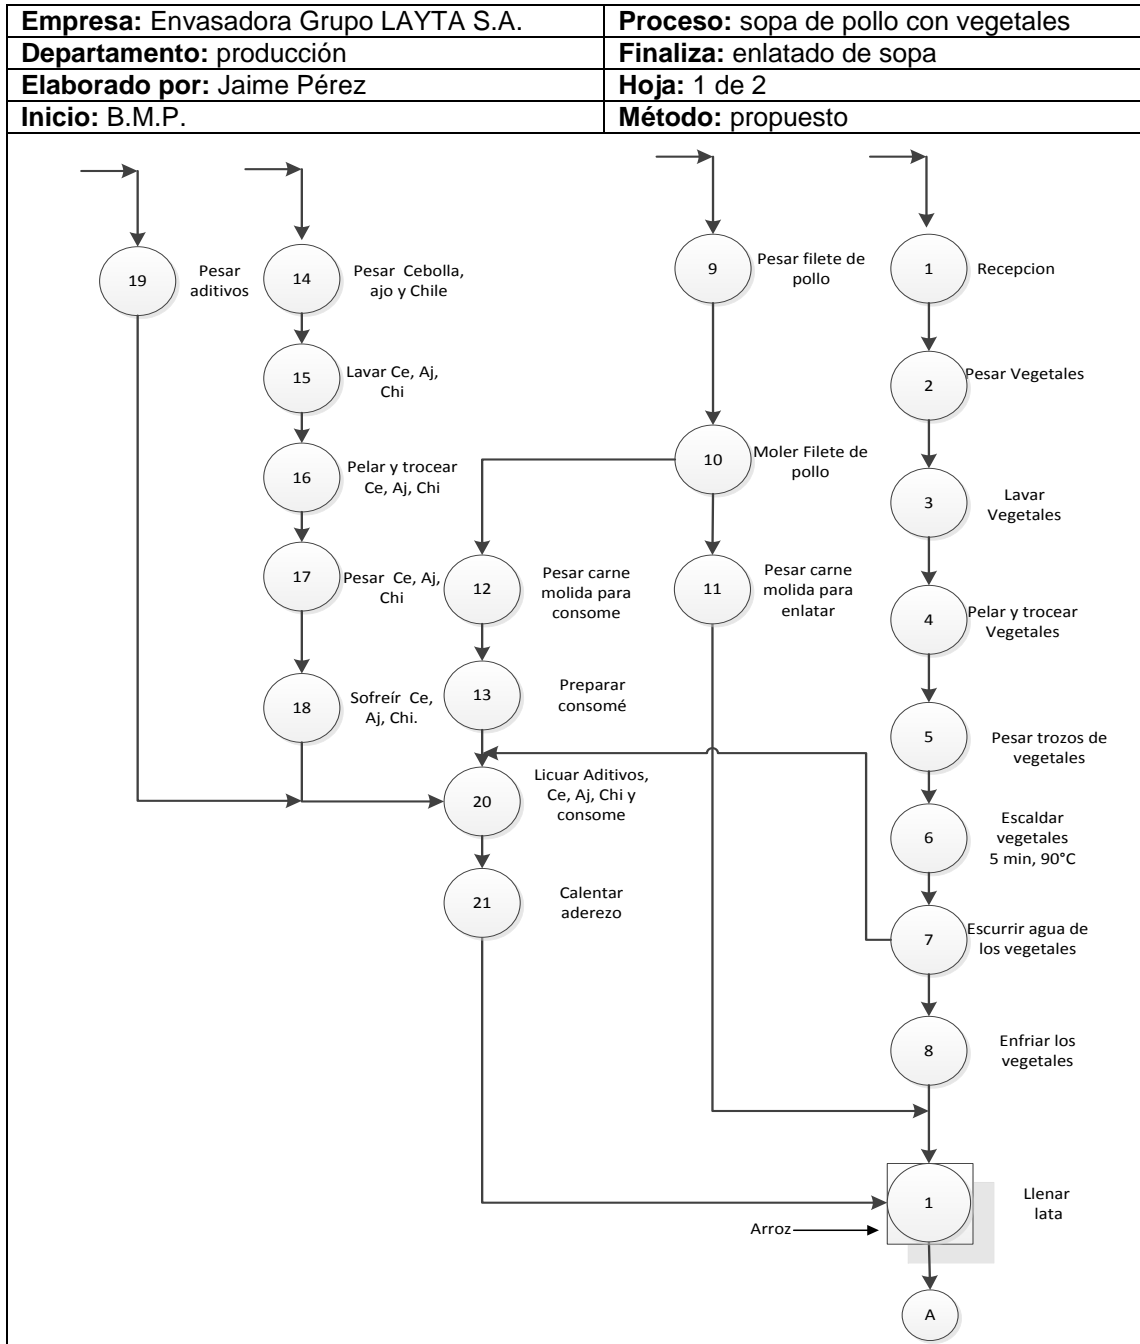 Empresa: Envasadora Grupo LAYTA S.A.
Proceso: sopa de pollo con vegetales
Departamento: producción
Finaliza: enlatado de sopa
Elaborado por: Jaime Pérez
Hoja: 1 de 2
Inicio: B.M.P.
Método: propuesto
19
Pesar
aditivos
14
Pesar Cebolla,
ajo y Chile
15
Lavar Ce, Aj,
Chi
16
Pelar y trocear
Ce, Aj, Chi
17
Pesar Ce, Aj,
Chi
18
Sofreír Ce,
Aj, Chi.
9
Pesar filete de
pollo
10
Moler Filete de
pollo
12
Pesar carne
molida para
consome
11
Pesar carne
molida para
enlatar
13
Preparar
consomé
20
Licuar Aditivos,
Ce, Aj, Chi y
consome
21
Calentar
aderezo
1
Recepcion
2
Pesar Vegetales
3
Lavar
Vegetales
4
Pelar y trocear
Vegetales
5
Pesar trozos de
vegetales
6
Escaldar
vegetales
5 min, 90°C
7
Escurrir agua de
los vegetales
8
Enfriar los
vegetales
1
Llenar
lata
Arroz
A